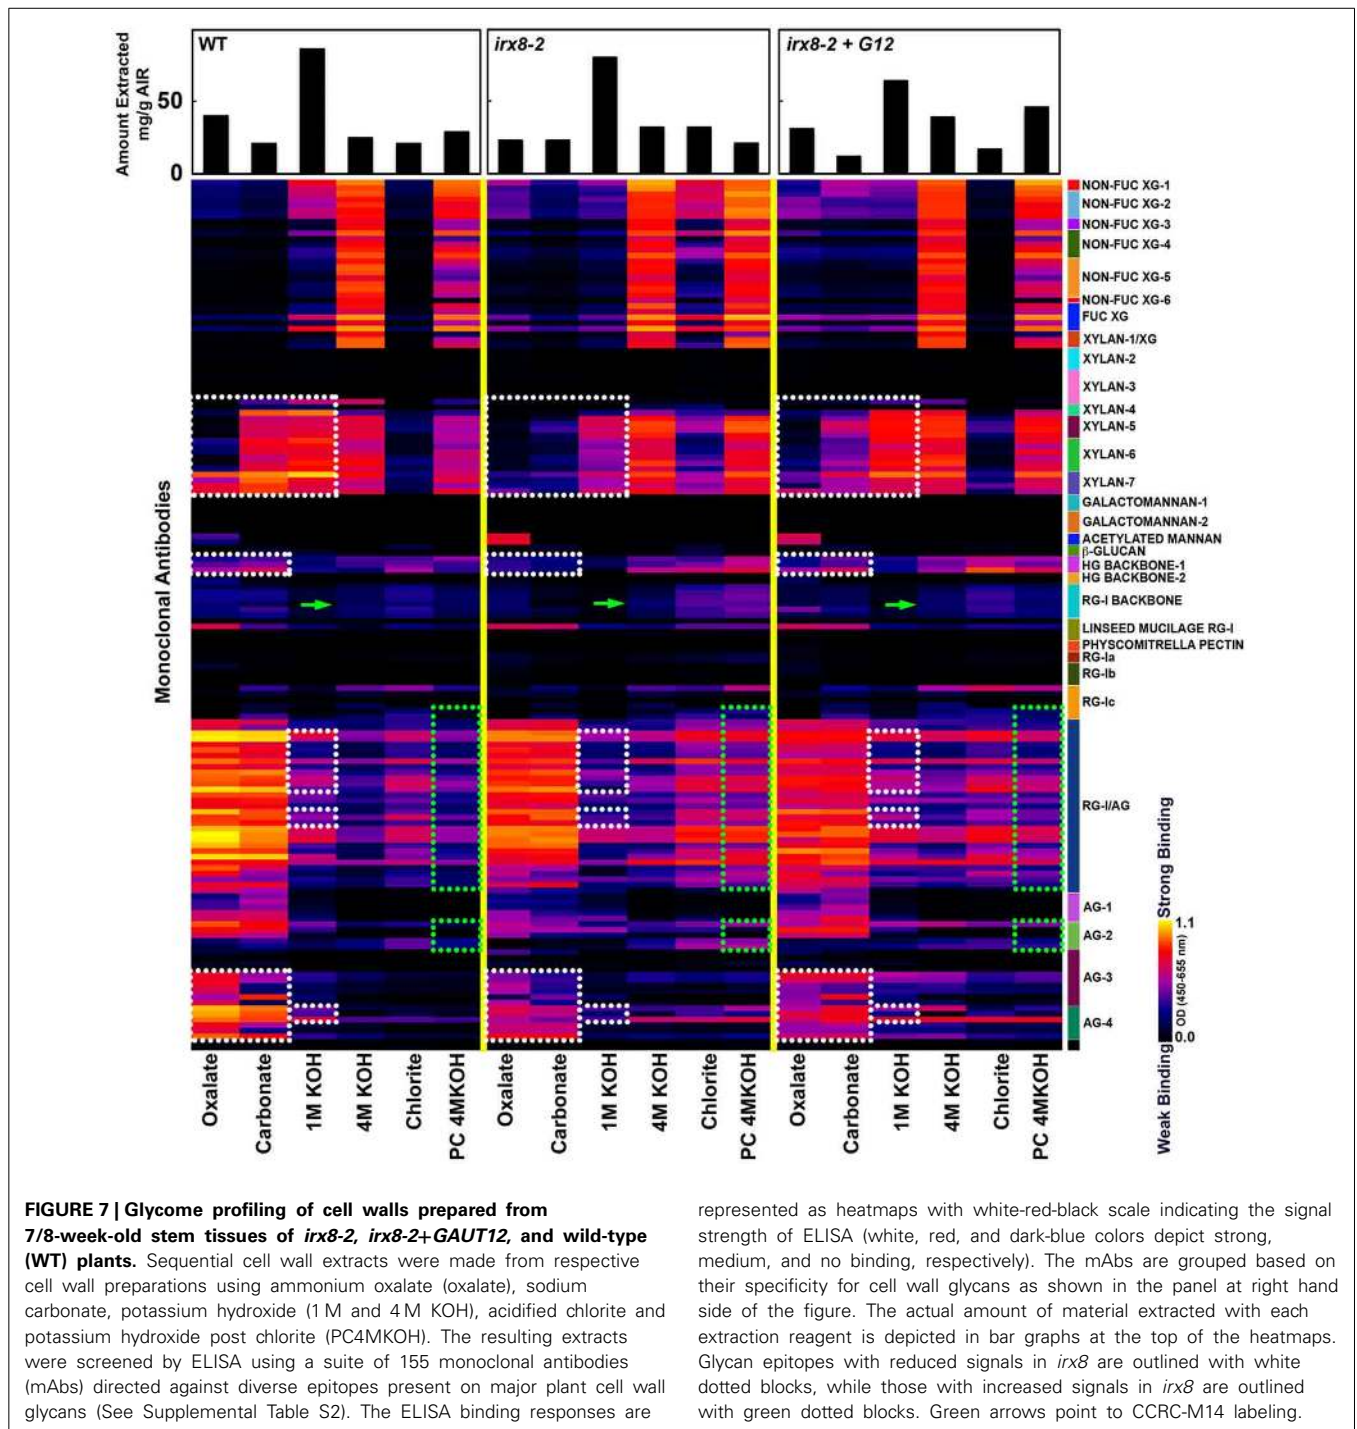 WT
irx8-2
irx8-2 + G12
Amount Extracted
mg/g AIR
50
0
Monoclonal Antibodies
NON-FUC XG-1
NON-FUC XG-2
NON-FUC XG-3
NON-FUC XG-4
NON-FUC XG-5
NON-FUC XG-6
FUC XG
XYLAN-1/XG
XYLAN-2
XYLAN-3
XYLAN-4
XYLAN-5
XYLAN-6
XYLAN-7
GALACTOMANNAN-1
GALACTOMANNAN-2
ACETYLATED MANNAN
β-GLUCAN
HG BACKBONE-1
HG BACKBONE-2
RG-I BACKBONE
LINSEED MUCILAGE RG-I
PHYSCOMITRELLA PECTIN
RG-Ia
RG-Ib
RG-Ic
RG-I/AG
AG-1
AG-2
AG-3
AG-4
Strong Binding
1.1
OD (450-655 nm)
0.0
Weak Binding
Oxalate
Carbonate
1M KOH
4M KOH
Chlorite
PC 4MKOH
Oxalate
Carbonate
1M KOH
4M KOH
Chlorite
PC 4MKOH
Oxalate
Carbonate
1M KOH
4M KOH
Chlorite
PC 4MKOH
FIGURE 7 | Glycome profiling of cell walls prepared from
7/8-week-old stem tissues of irx8-2, irx8-2+GAUT12, and wild-type
(WT) plants. Sequential cell wall extracts were made from respective
cell wall preparations using ammonium oxalate (oxalate), sodium
carbonate, potassium hydroxide (1 M and 4 M KOH), acidified chlorite and
potassium hydroxide post chlorite (PC4MKOH). The resulting extracts
were screened by ELISA using a suite of 155 monoclonal antibodies
(mAbs) directed against diverse epitopes present on major plant cell wall
glycans (See Supplemental Table S2). The ELISA binding responses are
represented as heatmaps with white-red-black scale indicating the signal
strength of ELISA (white, red, and dark-blue colors depict strong,
medium, and no binding, respectively). The mAbs are grouped based on
their specificity for cell wall glycans as shown in the panel at right hand
side of the figure. The actual amount of material extracted with each
extraction reagent is depicted in bar graphs at the top of the heatmaps.
Glycan epitopes with reduced signals in irx8 are outlined with white
dotted blocks, while those with increased signals in irx8 are outlined
with green dotted blocks. Green arrows point to CCRC-M14 labeling.